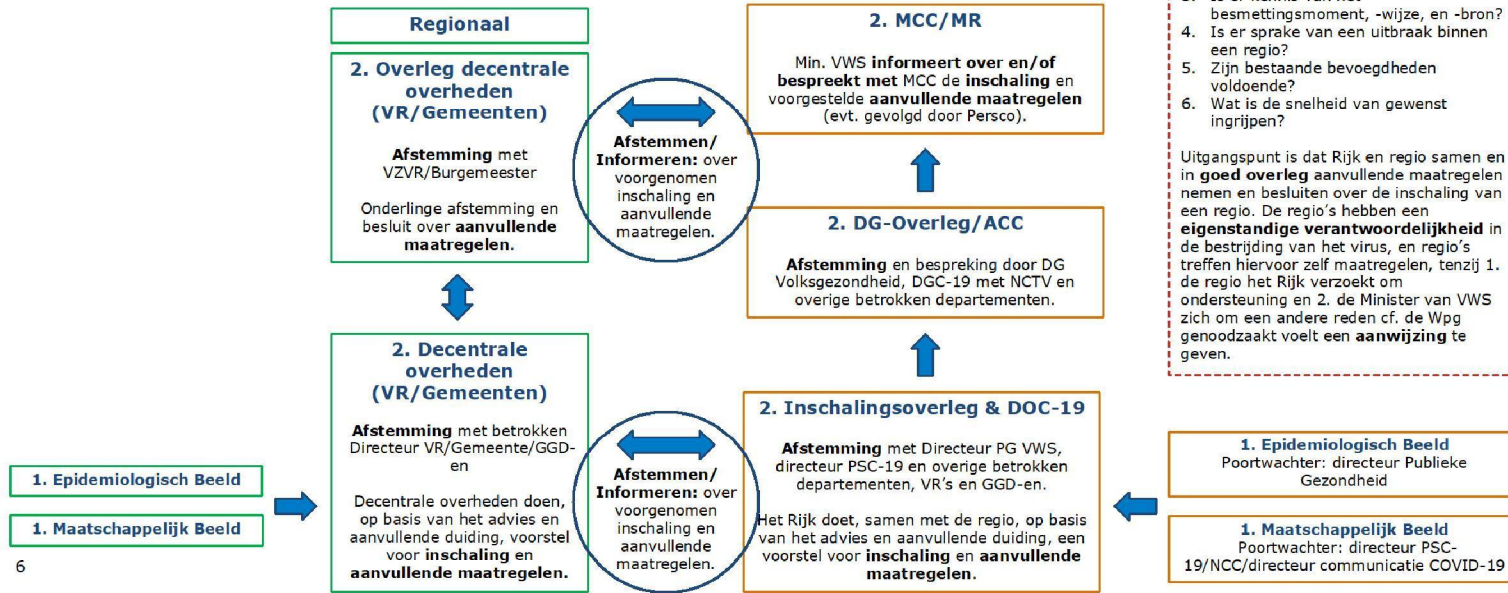 Regionaal
2. Overleg decentrale
overheden
(VR/Gemeenten)
Afstemming met
VZVR/Burgemeester
Onderlinge afstemming en
besluit over aanvullende
maatregelen.
2. Decentrale
overheden
(VR/Gemeenten)
Afstemming met betrokken
Directeur VR/Gemeente/GGD-
en
Decentrale overheden doen,
op basis van het advies en
aanvullende duiding, voorstel
voor inschaling en
aanvullende maatregelen.
1. Epidemiologisch Beeld
1. Maatschappelijk Beeld
6
Afstemmen/
Informeren: over
voorgenomen
inschaling en
aanvullende
maatregelen.
Afstemmen/
Informeren: over
voorgenomen
inschaling en
aanvullende
maatregelen.
2. MCC/MR
Min. VWS informeert over en/of
bespreekt met MCC de inschaling en
voorgestelde aanvullende maatregelen
(evt. gevolgd door Persco).
2. DG-Overleg/ACC
Afstemming en bespreking door DG
Volksgezondheid, DGC-19 met NCTV en
overige betrokken departementen.
2. Inschalingsoverleg & DOC-19
Afstemming met Directeur PG VWS,
directeur PSC-19 en overige betrokken
departementen, VR's en GGD-en.
Het Rijk doet, samen met de regio, op basis
van het advies en aanvullende duiding, een
voorstel voor inschaling en aanvullende
maatregelen.
besmettingsmoment, -wijze, en -bron?
4. Is er sprake van een uitbraak binnen
een regio?
5. Zijn bestaande bevoegdheden
voldoende?
6. Wat is de snelheid van gewenst
ingrijpen?
Uitgangspunt is dat Rijk en regio samen en
in goed overleg aanvullende maatregelen
nemen en besluiten over de inschaling van
een regio. De regio's hebben een
eigenstandige verantwoordelijkheid in
de bestrijding van het virus, en regio's
treffen hiervoor zelf maatregelen, tenzij 1.
de regio het Rijk verzoekt om
ondersteuning en 2. de Minister van VWS
zich om een andere reden cf. de Wpg
genoodzaakt voelt een aanwijzing te
geven.
1. Epidemiologisch Beeld
Poortwachter: directeur Publieke
Gezondheid
1. Maatschappelijk Beeld
Poortwachter: directeur PSC-
19/NCC/directeur communicatie COVID-19